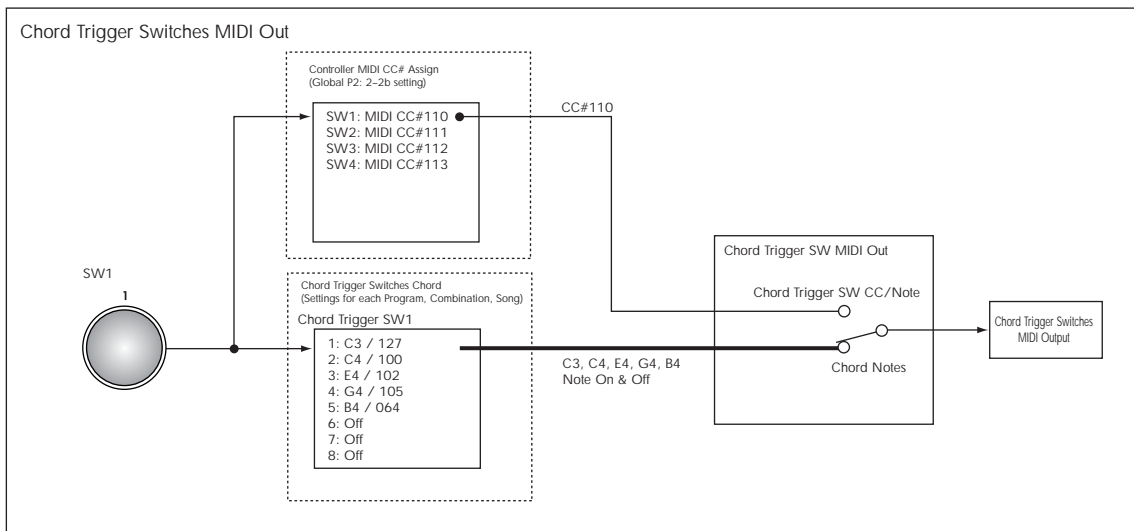 Chord Trigger Switches MIDI Out
Controller MIDI CC# Assign
(Global P2: 2–2b setting)
SW1: MIDI CC#110
SW2: MIDI CC#111
SW3: MIDI CC#112
SW4: MIDI CC#113
CC#110
SW1
1
Chord Trigger Switches Chord
(Settings for each Program, Combination, Song)
Chord Trigger SW1
1: C3 / 127
2: C4 / 100
3: E4 / 102
4: G4 / 105
5: B4 / 064
6: Off
7: Off
8: Off
C3, C4, E4, G4, B4
Note On & Off
Chord Trigger SW MIDI Out
Chord Trigger SW CC/Note
Chord Notes
Chord Trigger Switches
MIDI Output